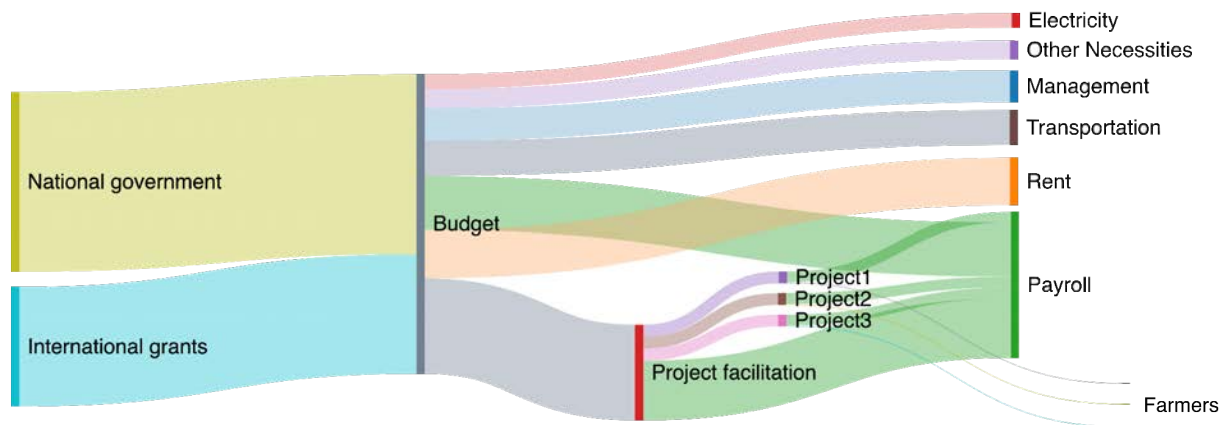 Electricity
Other Necessities
Management
Transportation
National government
Rent
Budget
Project1
Payroll
Project2
Project3
International grants
Project facilitation
Farmers